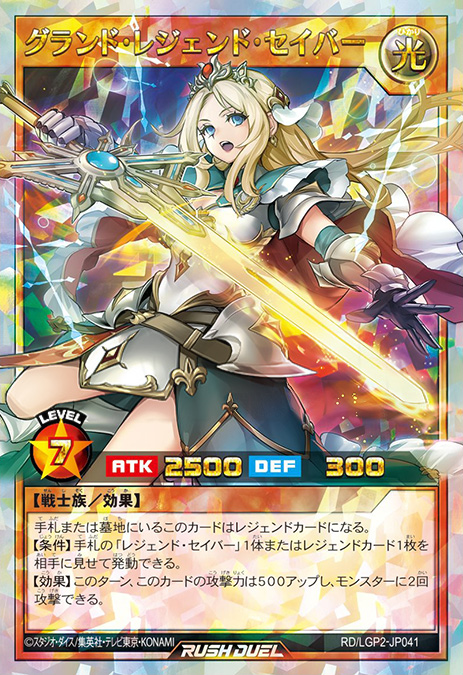 グランド・レジェンド・セイバー
ひかり
光
LEVEL
7
ATK 2500 DEF 300
【戦士族／効果】
手札または墓地にいるこのカードはレジェンドカードになる。
【条件】手札の「レジェンド・セイバー」1体またはレジェンドカード1枚を
相手に見せて発動できる。
【効果】このターン、このカードの攻撃力は500アップし、モンスターに2回
攻撃できる。
©スタジオ・ダイス/集英社・テレビ東京・KONAMI
RUSH DUEL
RD/LGP2-JP041